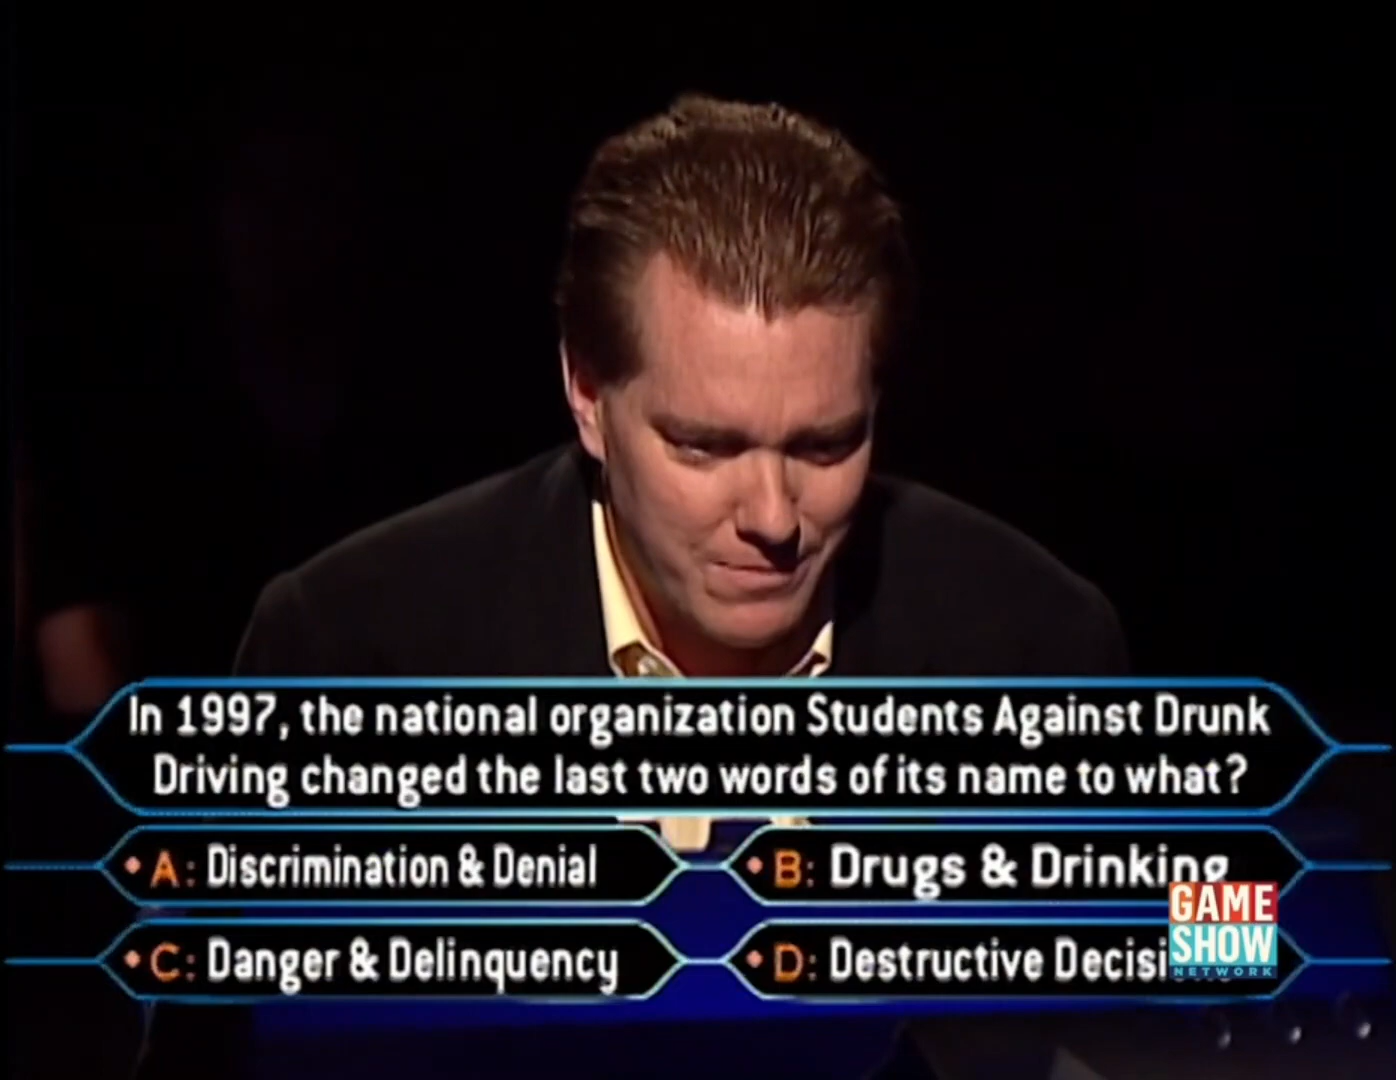 In 1997, the national organization Students Against Drunk
Driving changed the last two words of its name to what?
A: Discrimination & Denial
B: Drugs & Drinking
C: Danger & Delinquency
D: Destructive
GAME
SHOW
NETWORK